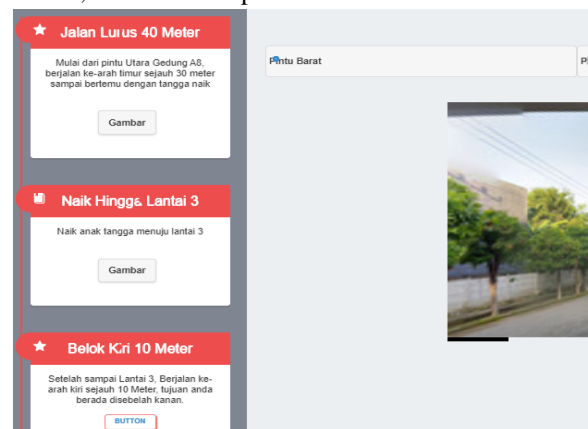 Jalan Lurus 40 Meter
Mulai dari pintu Utara Gedung A8,
berjalan ke-arah timur sejauh 30 meter
sampai bertemu dengan tangga naik
Gambar
Naik Hingga Lantai 3
Naik anak tangga menuju lantai 3
Gambar
Belok Kiri 10 Meter
Setelah sampai Lantai 3, Berjalan ke-
arah kiri sejauh 10 Meter, tujuan anda
berada disebelah kanan.
BUTTON
Pintu Barat